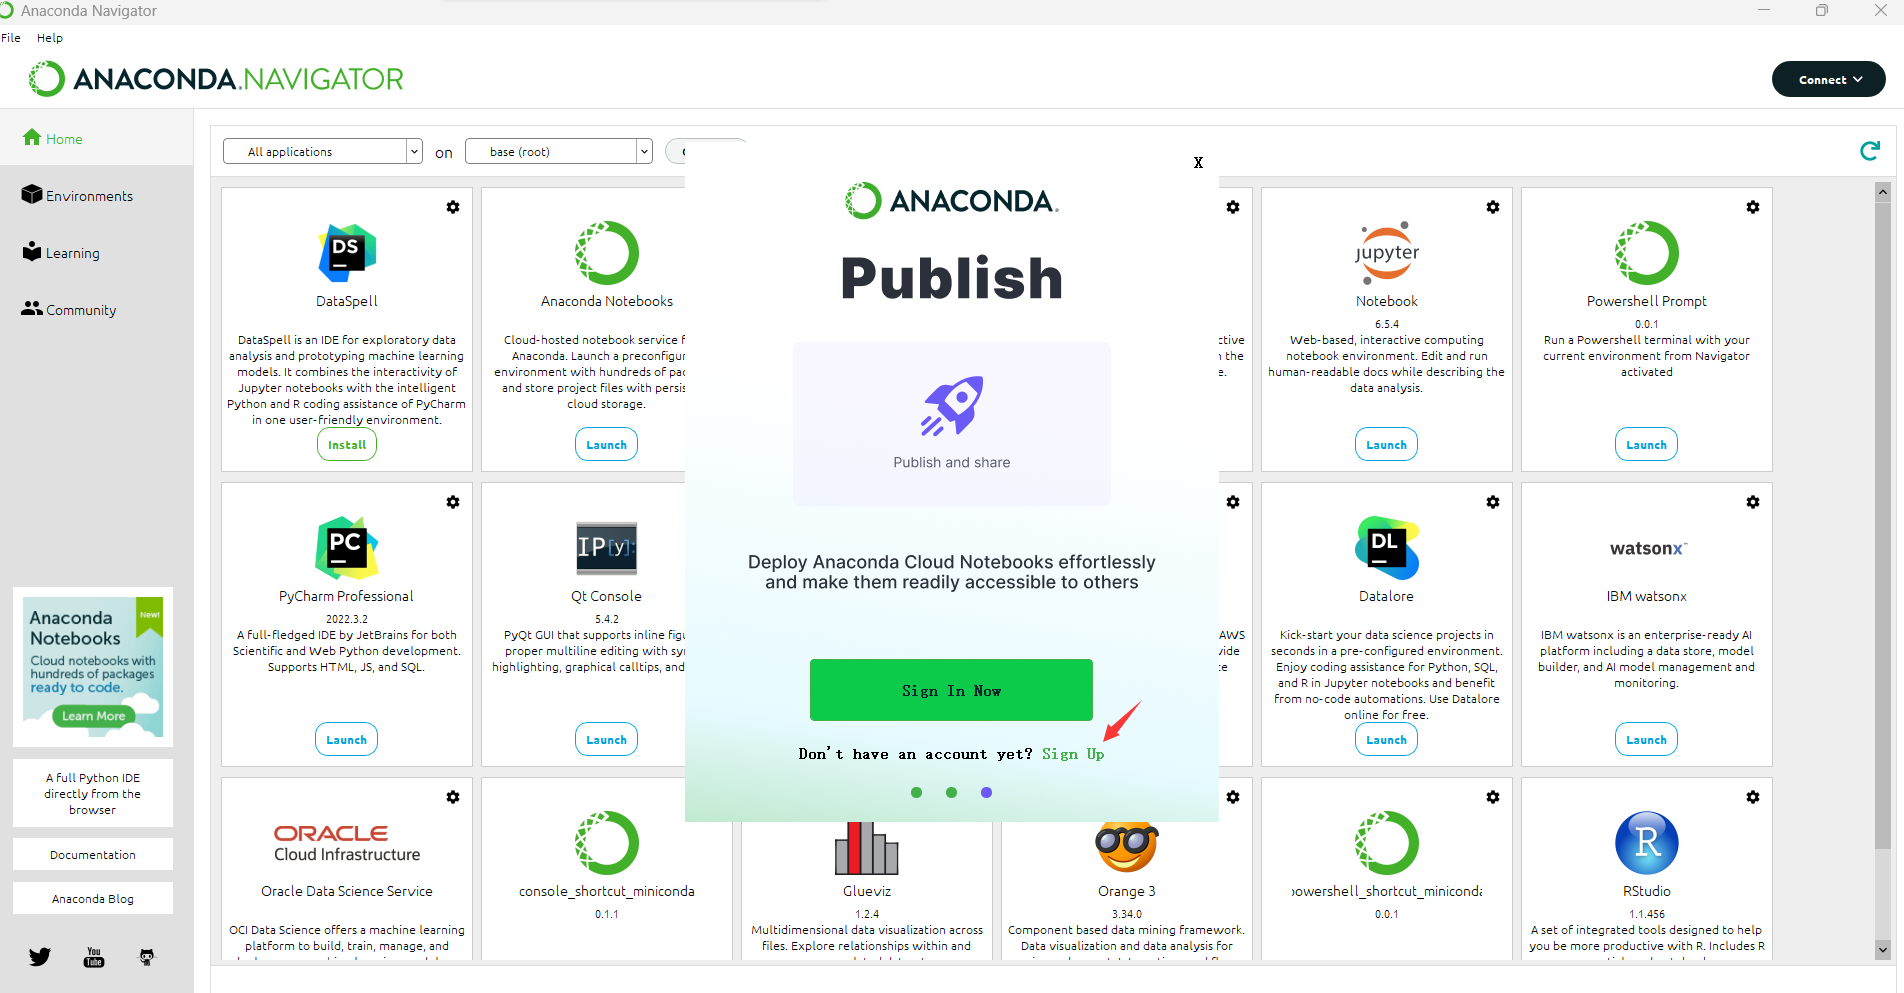 Anaconda Navigator
File Help
ANACONDA.NAVIGATOR
Connect
Home
Environments
Learning
Community
All applications
on
base (root)
X
DS
DataSpell
DataSpell is an IDE for exploratory data
analysis and prototyping machine learning
models. It combines the interactivity of
Jupyter notebooks with the intelligent
Python and R coding assistance of PyCharm
in one user-friendly environment.
Install
Anaconda Notebooks
Cloud-hosted notebook service f
Anaconda. Launch a preconfigur
environment with hundreds of pac
and store project files with persis
cloud storage.
Launch
ANACONDA.
Publish
Publish and share
Deploy Anaconda Cloud Notebooks effortlessly
and make them readily accessible to others
Sign In Now
Don't have an account yet? Sign Up
ctive
n the
e.
jupyter
Notebook
6.5.4
Web-based, interactive computing
notebook environment. Edit and run
human-readable docs while describing the
data analysis.
Launch
Powershell Prompt
0.0.1
Run a Powershell terminal with your
current environment from Navigator
activated
Launch
PC
PyCharm Professional
2022.3.2
A full-fledged IDE by JetBrains for both
Scientific and Web Python development.
Supports HTML, JS, and SQL.
Launch
IP[y]:
Qt Console
5.4.2
PyQt GUI that supports inline figu
proper multiline editing with syn
highlighting, graphical calltips, and
Launch
AWS
vide
te
DL
Datalore
Kick-start your data science projects in
seconds in a pre-configured environment.
Enjoy coding assistance for Python, SQL,
and R in Jupyter notebooks and benefit
from no-code automations. Use Datalore
online for free.
Launch
watsonx™
IBM watsonx
IBM watsonx is an enterprise-ready AI
platform including a data store, model
builder, and AI model management and
monitoring.
Launch
ORACLE
Cloud Infrastructure
Oracle Data Science Service
OCI Data Science offers a machine learning
platform to build, train, manage, and
console_shortcut_miniconda
0.1.1
Glueviz
1.2.4
Multidimensional data visualization across
files. Explore relationships within and
Orange 3
3.34.0
Component based data mining framework.
Data visualization and data analysis for
powershell_shortcut_miniconda
0.0.1
R
RStudio
1.1.456
A set of integrated tools designed to help
you be more productive with R. Includes R
Anaconda
Notebooks
New!
Cloud notebooks with
hundreds of packages
ready to code.
Learn More
A full Python IDE
directly from the
browser
Documentation
Anaconda Blog
You
Tube